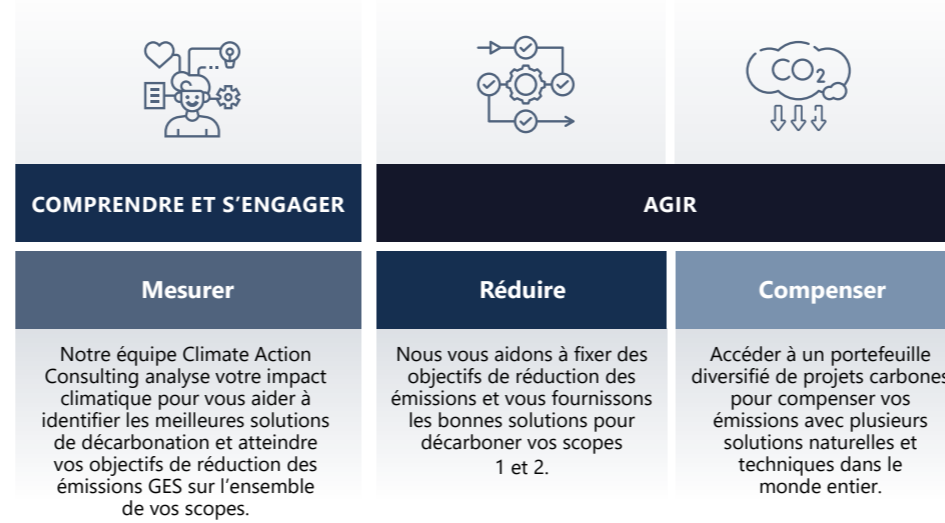 CO2
COMPRENDRE ET S’ENGAGER
AGIR
Mesurer
Réduire
Compenser
Notre équipe Climate Action
Consulting analyse votre impact
climatique pour vous aider à
identifier les meilleures solutions
de décarbonation et atteindre
vos objectifs de réduction des
émissions GES sur l’ensemble
de vos scopes.
Nous vous aidons à fixer des
objectifs de réduction des
émissions et vous fournissons
les bonnes solutions pour
décarboner vos scopes
1 et 2.
Accéder à un portefeuille
diversifié de projets carbones
pour compenser vos
émissions avec plusieurs
solutions naturelles et
techniques dans le
monde entier.